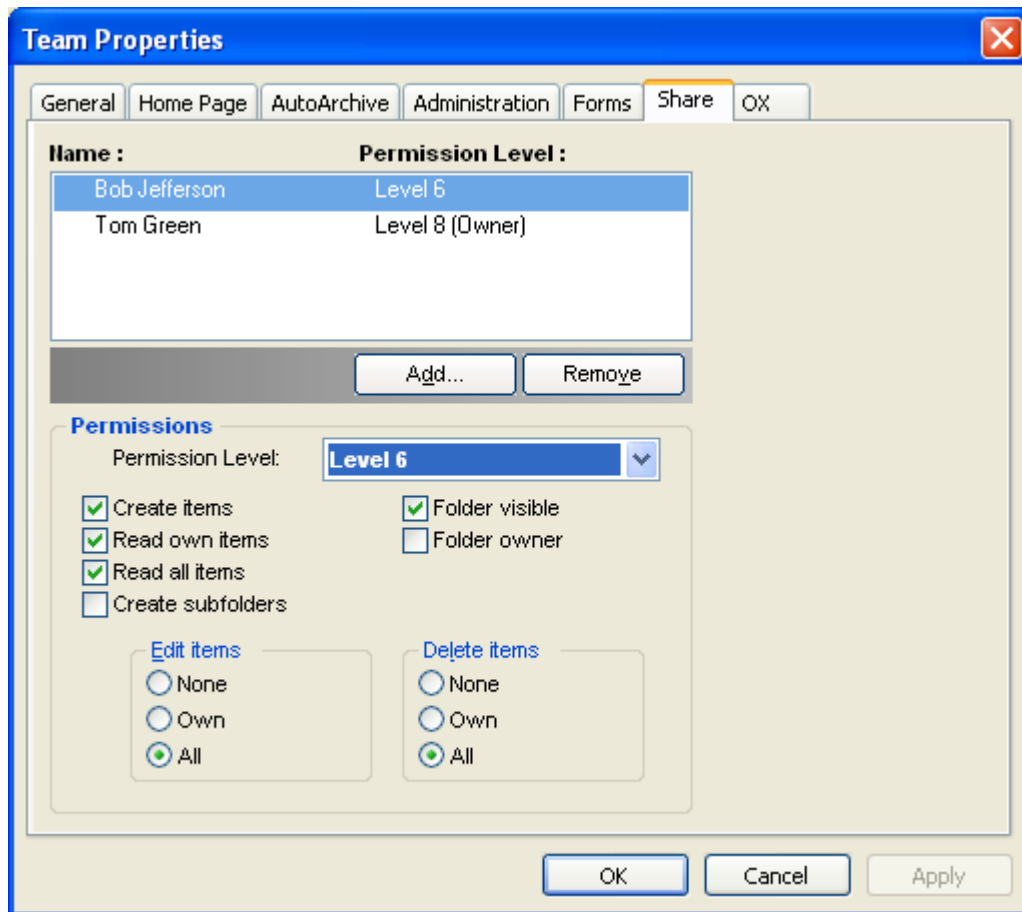 Team Properties
General Home Page AutoArchive Administration Forms Share OX
Name : Permission Level :
Bob Jefferson Level 6
Tom Green Level 8 (Owner)
Add... Remove
Permissions
Permission Level: Level 6
Create items Folder visible
Read own items Folder owner
Read all items
Create subfolders
Edit items Delete items
None None
Own Own
All All
OK Cancel Apply